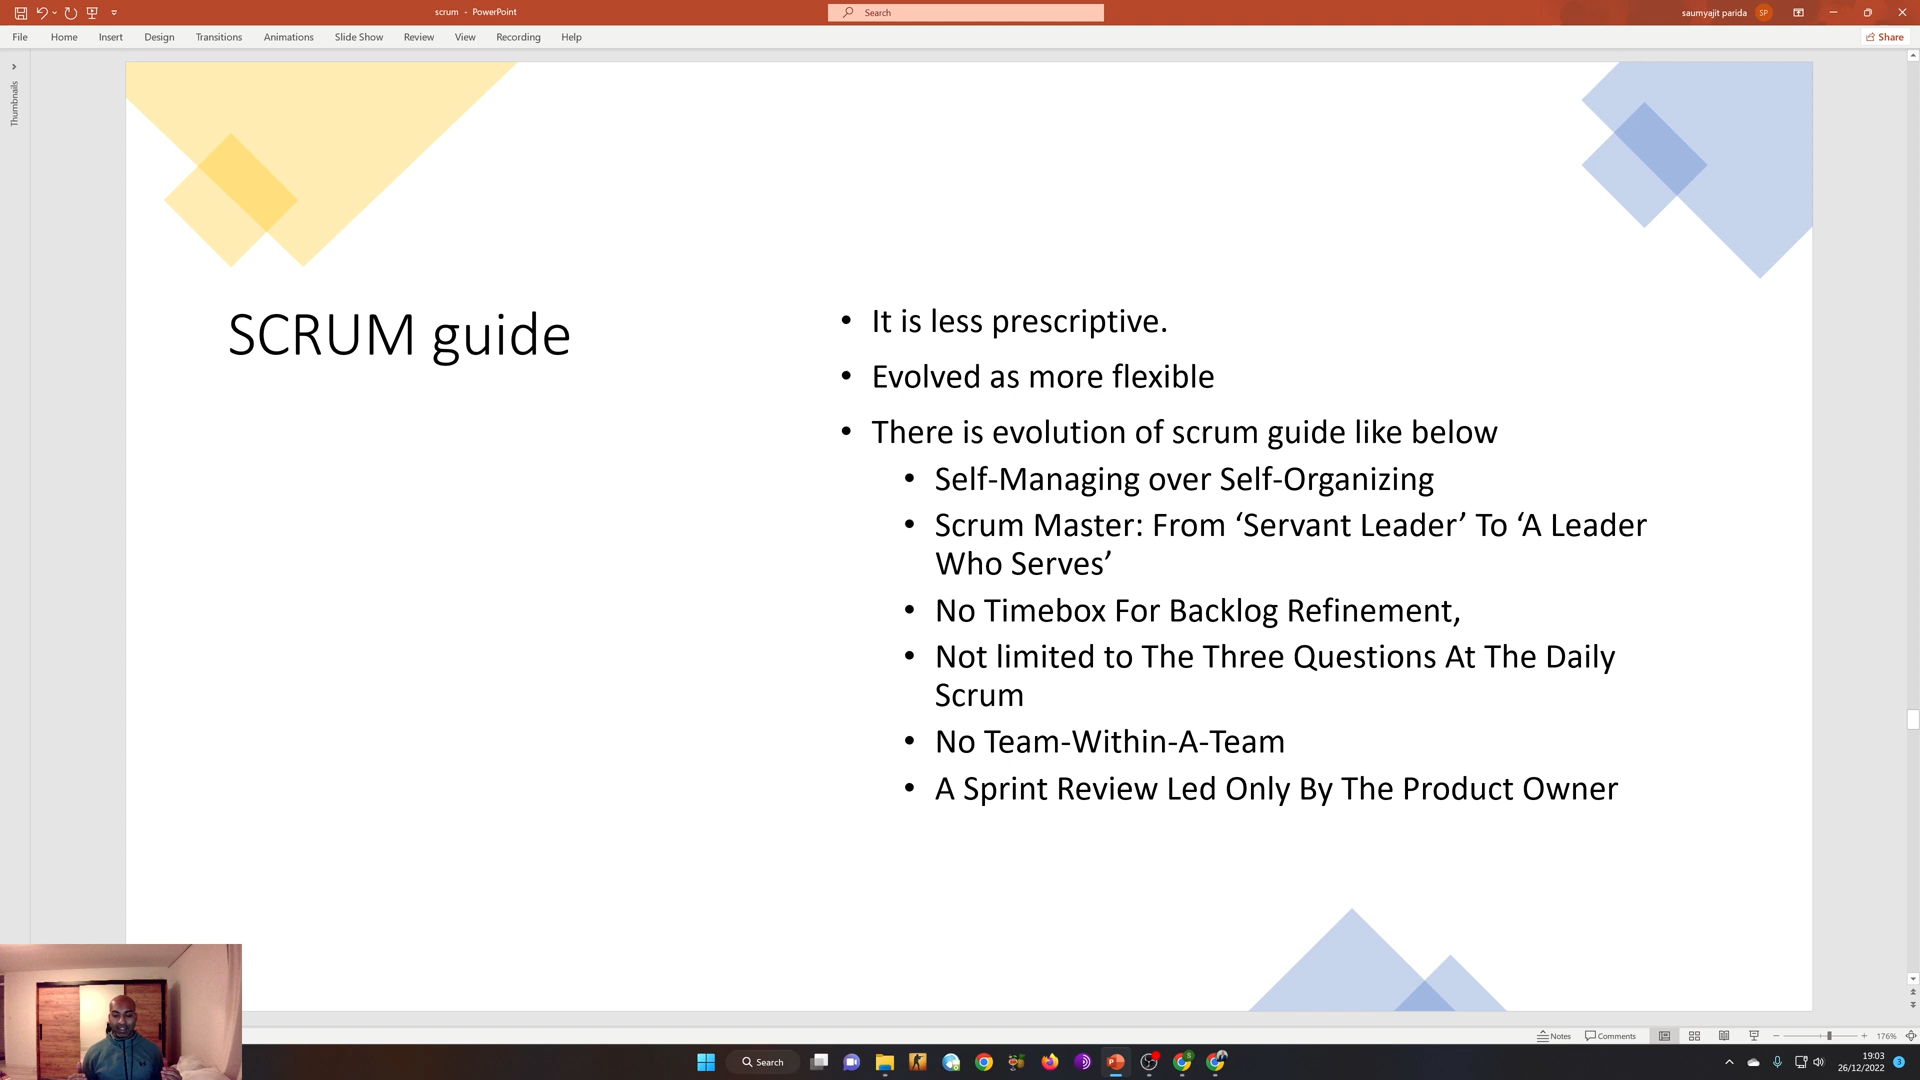 scrum - PowerPoint
Search
saumyajit parida
SP
File
Home
Insert
Design
Transitions
Animations
Slide Show
Review
View
Recording
Help
Share
Thumbnails
SCRUM guide
• It is less prescriptive.
• Evolved as more flexible
• There is evolution of scrum guide like below
• Self-Managing over Self-Organizing
• Scrum Master: From ‘Servant Leader’ To ‘A Leader
Who Serves’
• No Timebox For Backlog Refinement,
• Not limited to The Three Questions At The Daily
Scrum
• No Team-Within-A-Team
• A Sprint Review Led Only By The Product Owner
Notes
Comments
176%
Search
19:03
26/12/2022
3